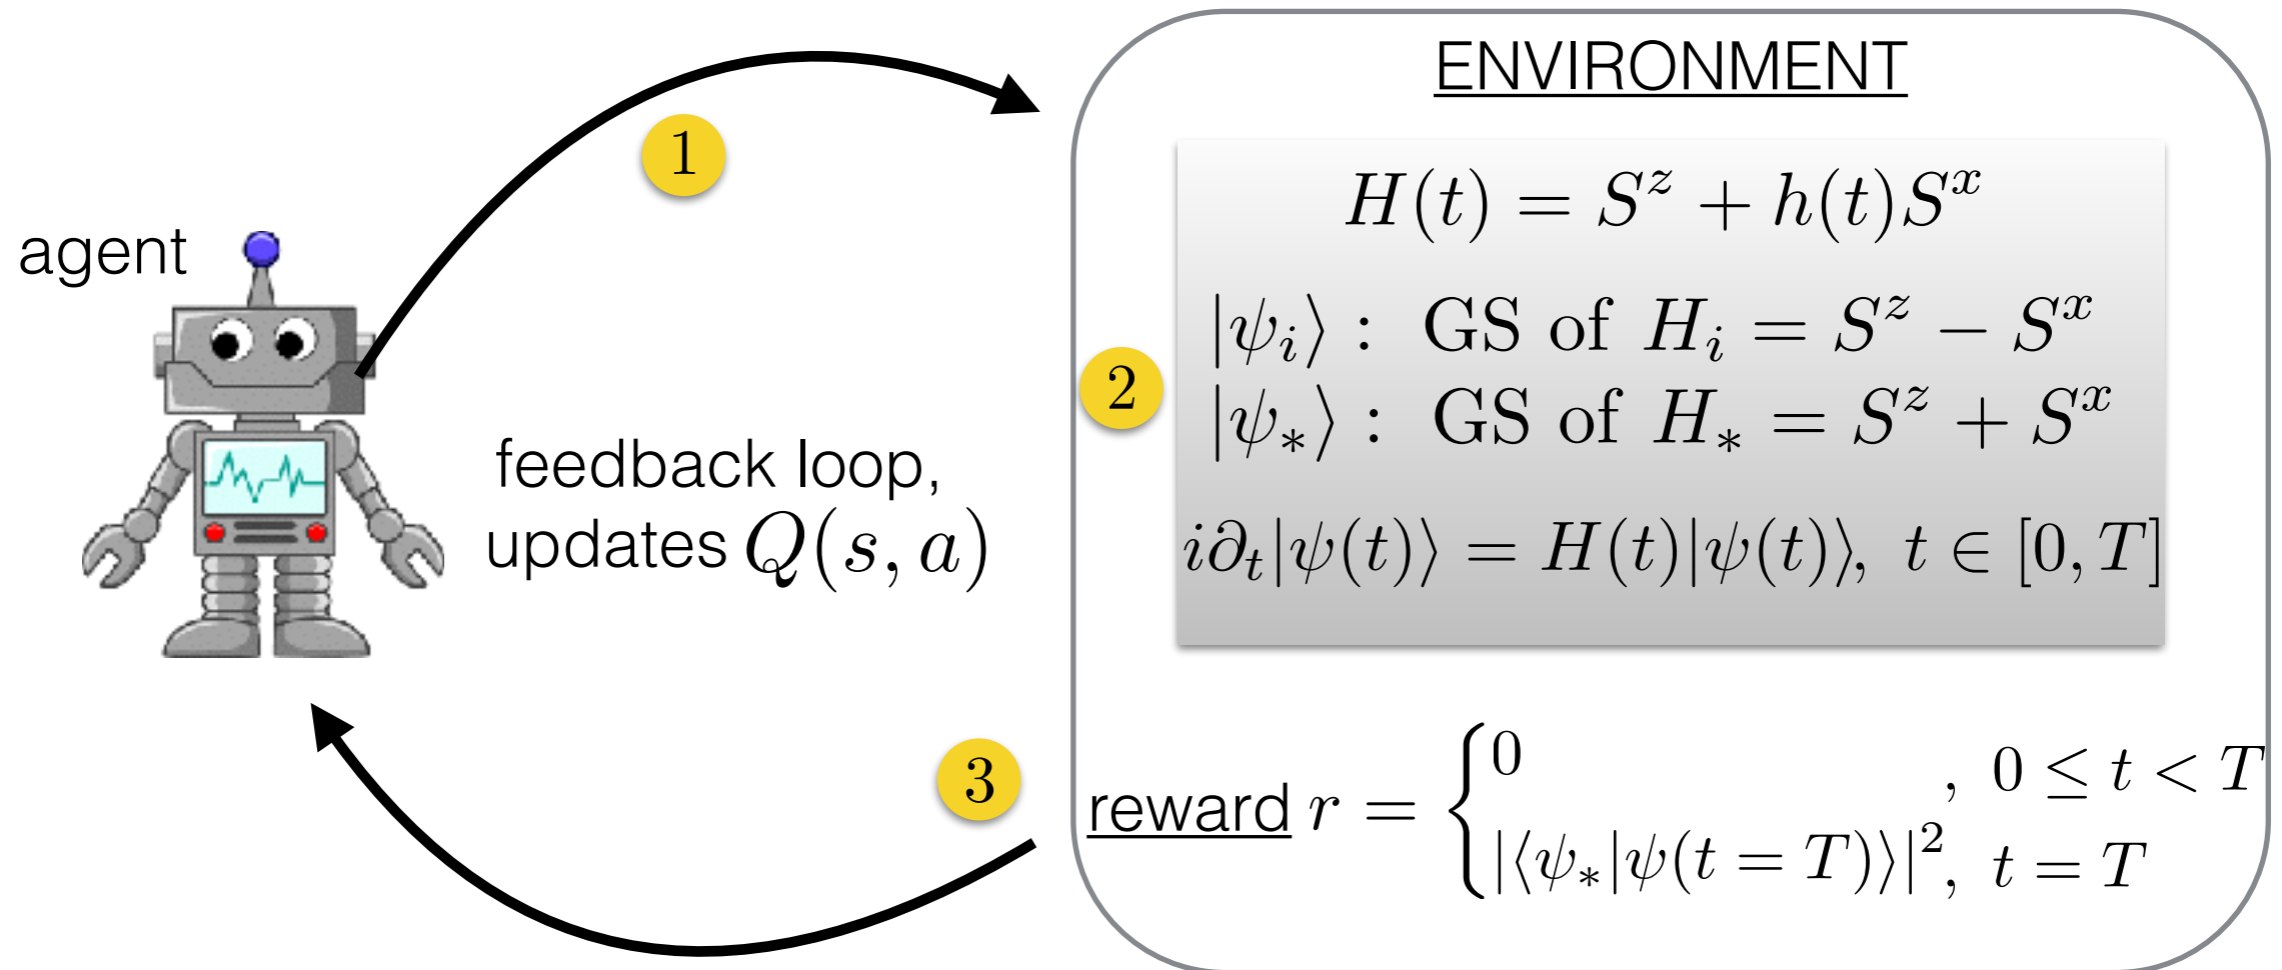 ENVIRONMENT
1
H(t) = S^z + h(t)S^x
agent
|ψ_i⟩ : GS of H_i = S^z − S^x
2
|ψ_*⟩ : GS of H_* = S^z + S^x
feedback loop,
updates Q(s, a)
i∂_t|ψ(t)⟩ = H(t)|ψ(t)⟩, t ∈ [0, T]
3
reward r = { 0 , 0 ≤ t < T
|⟨ψ_*|ψ(t = T)⟩|^2, t = T